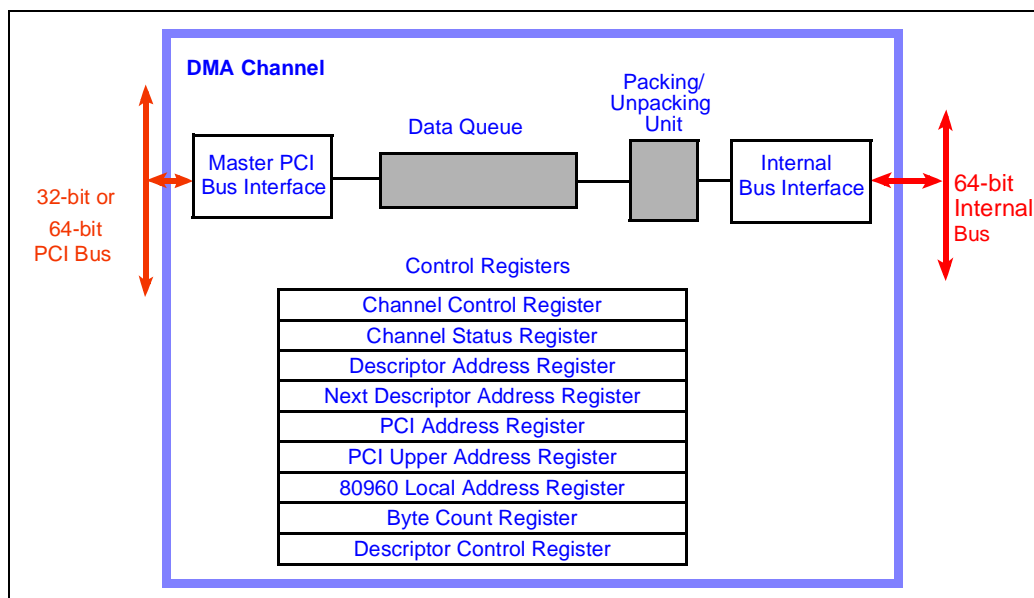 DMA Channel
Packing/
Unpacking
Unit
Data Queue
Master PCI
Bus Interface
Internal
Bus Interface
32-bit or
64-bit
PCI Bus
64-bit
Internal
Bus
Control Registers
Channel Control Register
Channel Status Register
Descriptor Address Register
Next Descriptor Address Register
PCI Address Register
PCI Upper Address Register
80960 Local Address Register
Byte Count Register
Descriptor Control Register